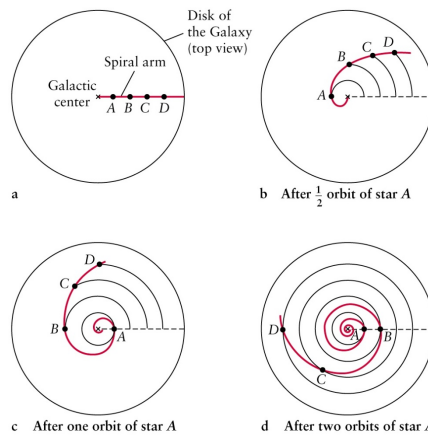 Disk of
the Galaxy
(top view)
Spiral arm
Galactic
center
A B C D
a
A B C D
b After 1/2 orbit of star A
A B C D
c After one orbit of star A
A B C D
d After two orbits of star A